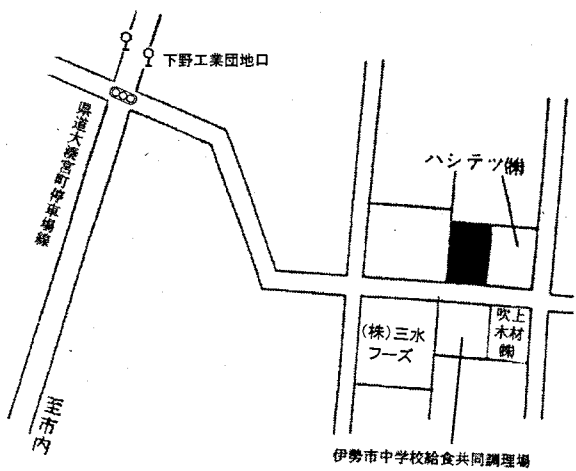 下野工業団地口
県道大湊宮町停車場線
ハシテツ㈱
(株)三水
フーズ
吹上
木材
㈱
至市内
伊勢市中学校給食共同調理場